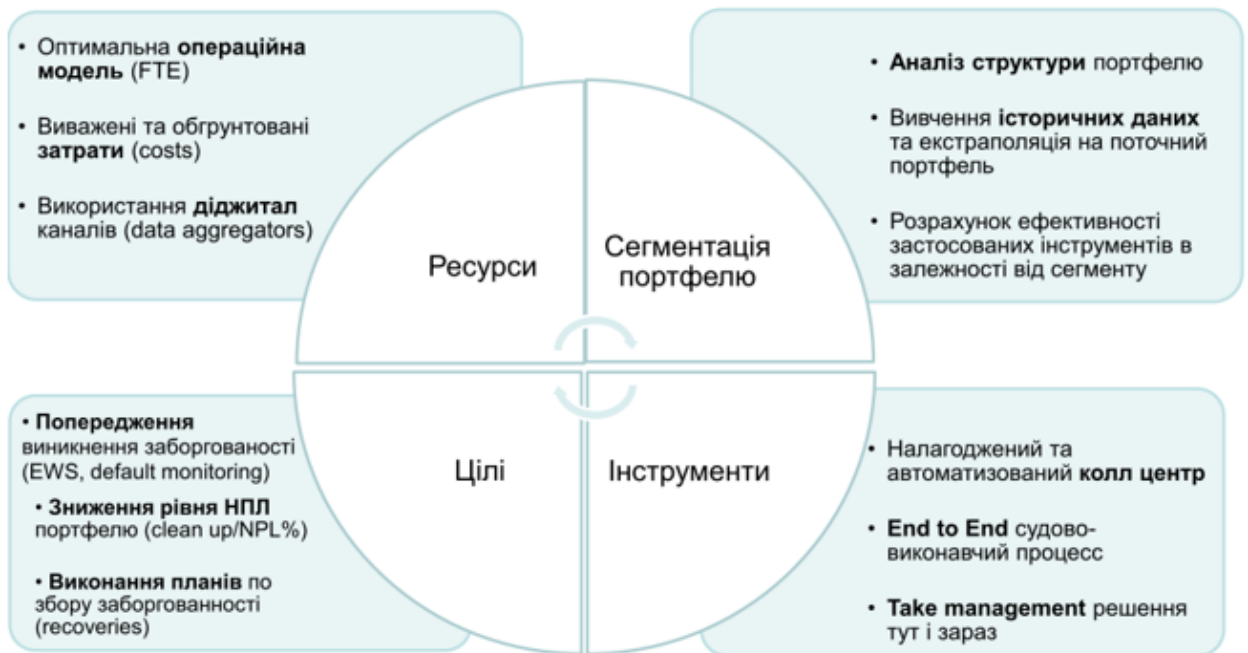 • Оптимальна операційна
модель (FTE)
• Виважені та обгрунтовані
затрати (costs)
• Використання діджитал
каналів (data aggregators)
• Аналіз структури портфелю
• Вивчення історичних даних
та екстраполяція на поточний
портфель
• Розрахунок ефективності
застосованих інструментів в
залежності від сегменту
Ресурси
Сегментація
портфелю
Цілі
Інструменти
• Попередження
виникнення заборгованості
(EWS, default monitoring)
• Зниження рівня НПЛ
портфелю (clean up/NPL%)
• Виконання планів по
збору заборгованності
(recoveries)
• Налагоджений та
автоматизований колл центр
• End to End судово-
виконавчий процесс
• Take management решення
тут і зараз